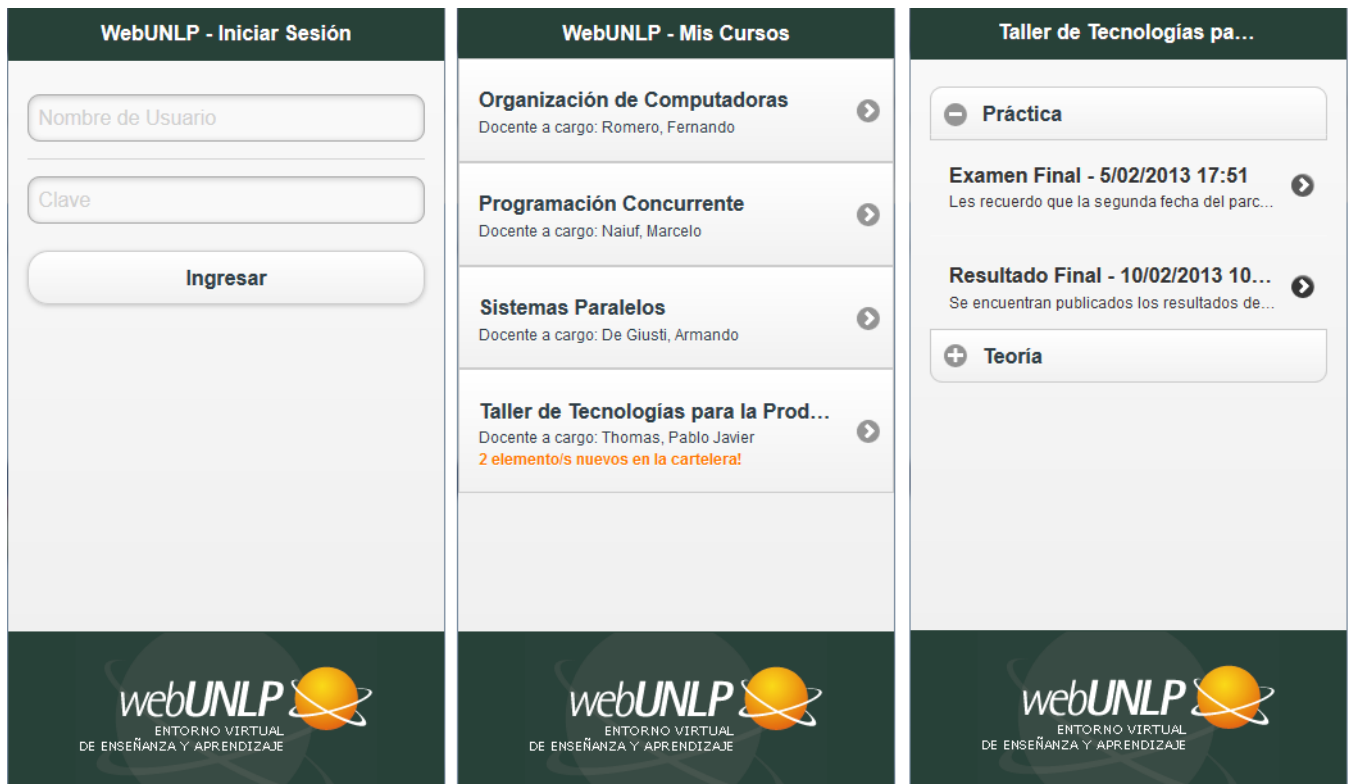 WebUNLP - Iniciar Sesión
Nombre de Usuario
Clave
Ingresar
webUNLP
ENTORNO VIRTUAL
DE ENSEÑANZA Y APRENDIZAJE
WebUNLP - Mis Cursos
Organización de Computadoras
Docente a cargo: Romero, Fernando
Programación Concurrente
Docente a cargo: Naiuf, Marcelo
Sistemas Paralelos
Docente a cargo: De Giusti, Armando
Taller de Tecnologías para la Prod...
Docente a cargo: Thomas, Pablo Javier
2 elemento/s nuevos en la cartelera!
webUNLP
ENTORNO VIRTUAL
DE ENSEÑANZA Y APRENDIZAJE
Taller de Tecnologías pa...
Práctica
Examen Final - 5/02/2013 17:51
Les recuerdo que la segunda fecha del parc...
Resultado Final - 10/02/2013 10...
Se encuentran publicados los resultados de...
Teoría
webUNLP
ENTORNO VIRTUAL
DE ENSEÑANZA Y APRENDIZAJE